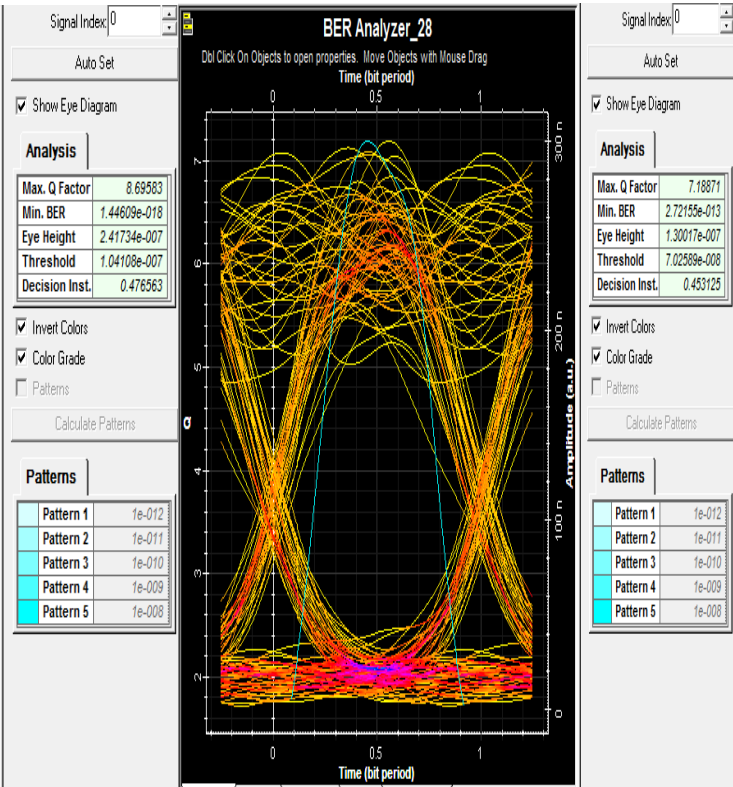 Signal Index: 0
Auto Set
Show Eye Diagram
Analysis
Max. Q Factor 8.69583
Min. BER 1.44609e-018
Eye Height 2.41734e-007
Threshold 1.04108e-007
Decision Inst. 0.476563
Invert Colors
Color Grade
Patterns
Calculate Patterns
Patterns
Pattern 1 1e-012
Pattern 2 1e-011
Pattern 3 1e-010
Pattern 4 1e-009
Pattern 5 1e-008
BER Analyzer_28
Dbl Click On Objects to open properties. Move Objects with Mouse Drag
Time (bit period)
0 0.5 1
7
6
5
4
3
2
Q
300 n
200 n
100 n
0
Amplitude (a.u.)
0 0.5 1
Time (bit period)
Signal Index: 0
Auto Set
Show Eye Diagram
Analysis
Max. Q Factor 7.18871
Min. BER 2.72155e-013
Eye Height 1.30017e-007
Threshold 7.02589e-008
Decision Inst. 0.453125
Invert Colors
Color Grade
Patterns
Calculate Patterns
Patterns
Pattern 1 1e-012
Pattern 2 1e-011
Pattern 3 1e-010
Pattern 4 1e-009
Pattern 5 1e-008